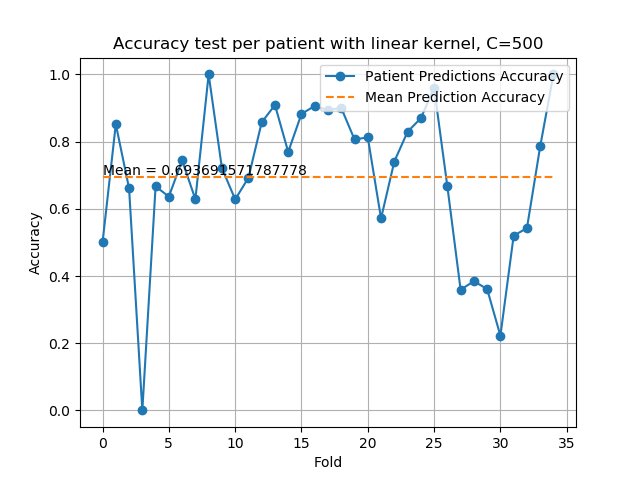 Accuracy test per patient with linear kernel, C=500
Patient Predictions Accuracy
Mean Prediction Accuracy
Mean = 0.693691571787778
Accuracy
1.0
0.8
0.6
0.4
0.2
0.0
0 5 10 15 20 25 30 35
Fold